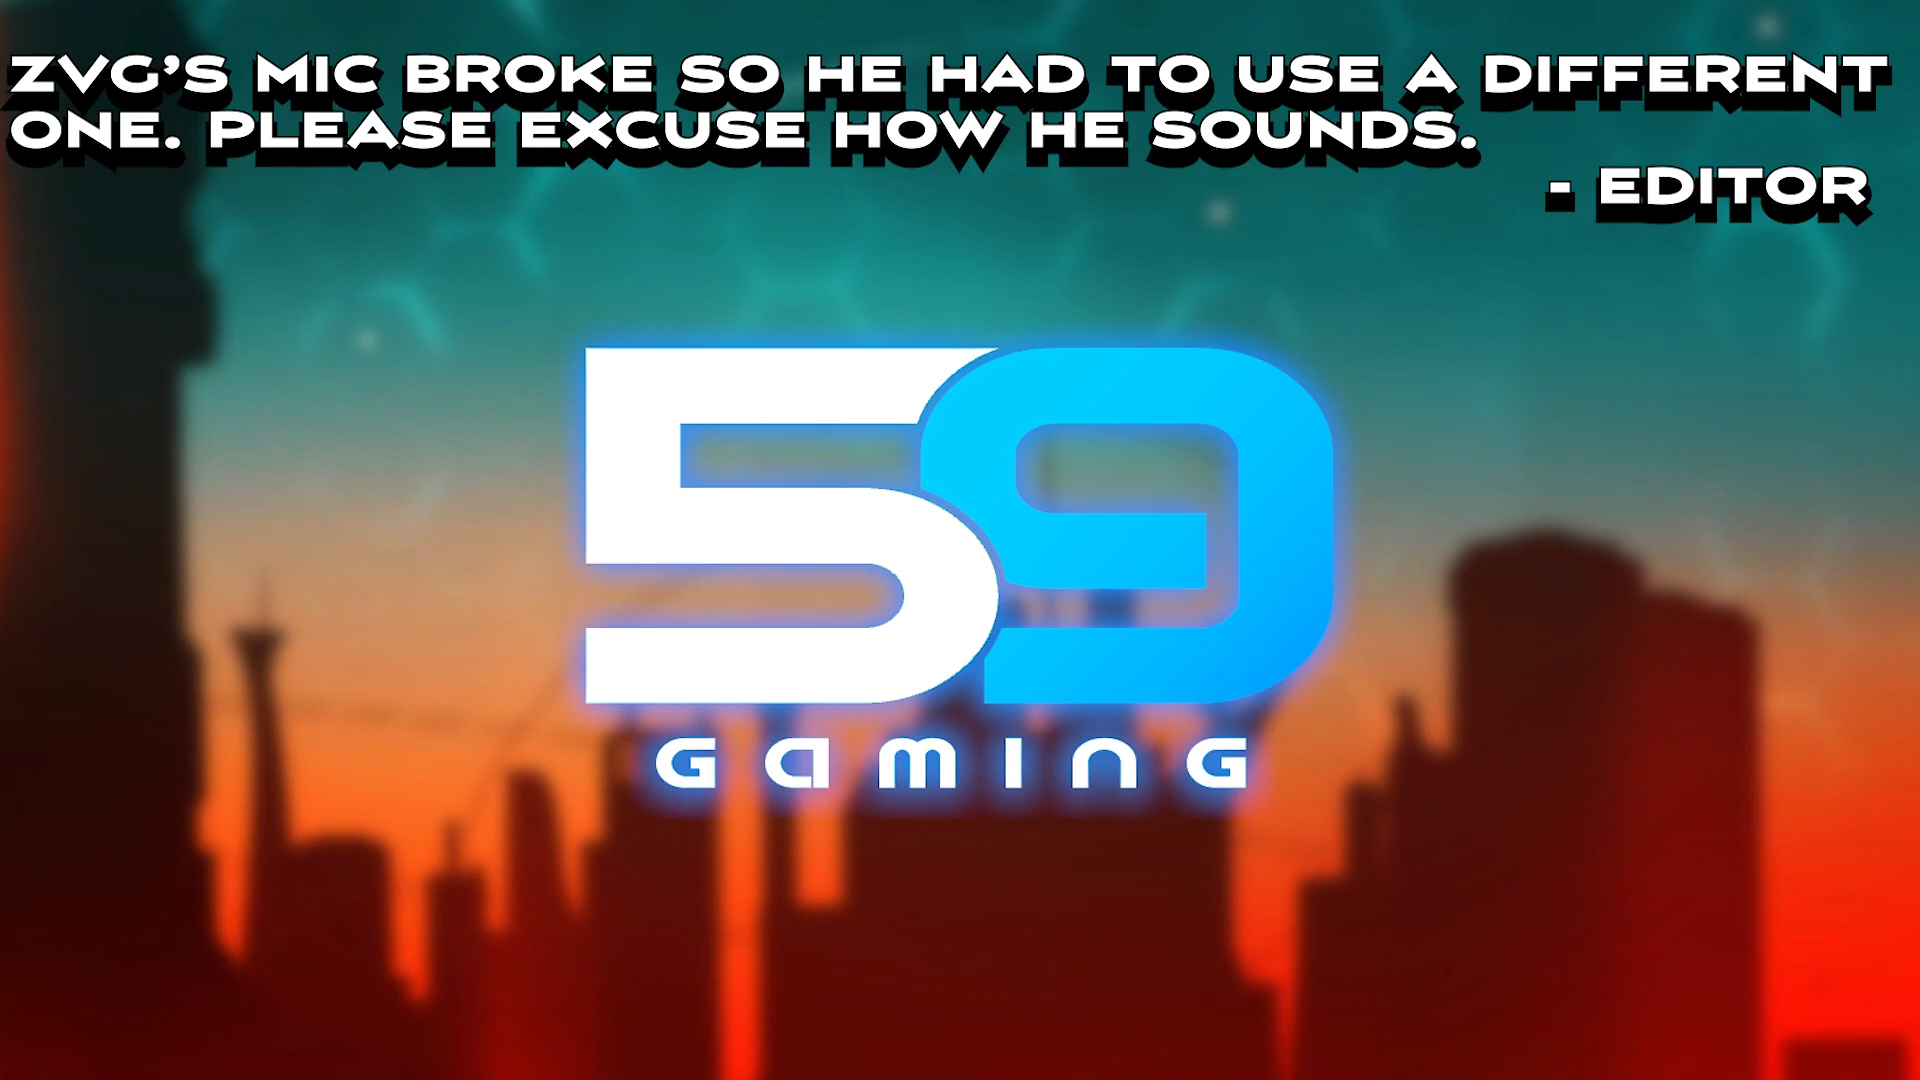 ZVG'S MIC BROKE SO HE HAD TO USE A DIFFERENT
ONE. PLEASE EXCUSE HOW HE SOUNDS.
- EDITOR
59
GAMING